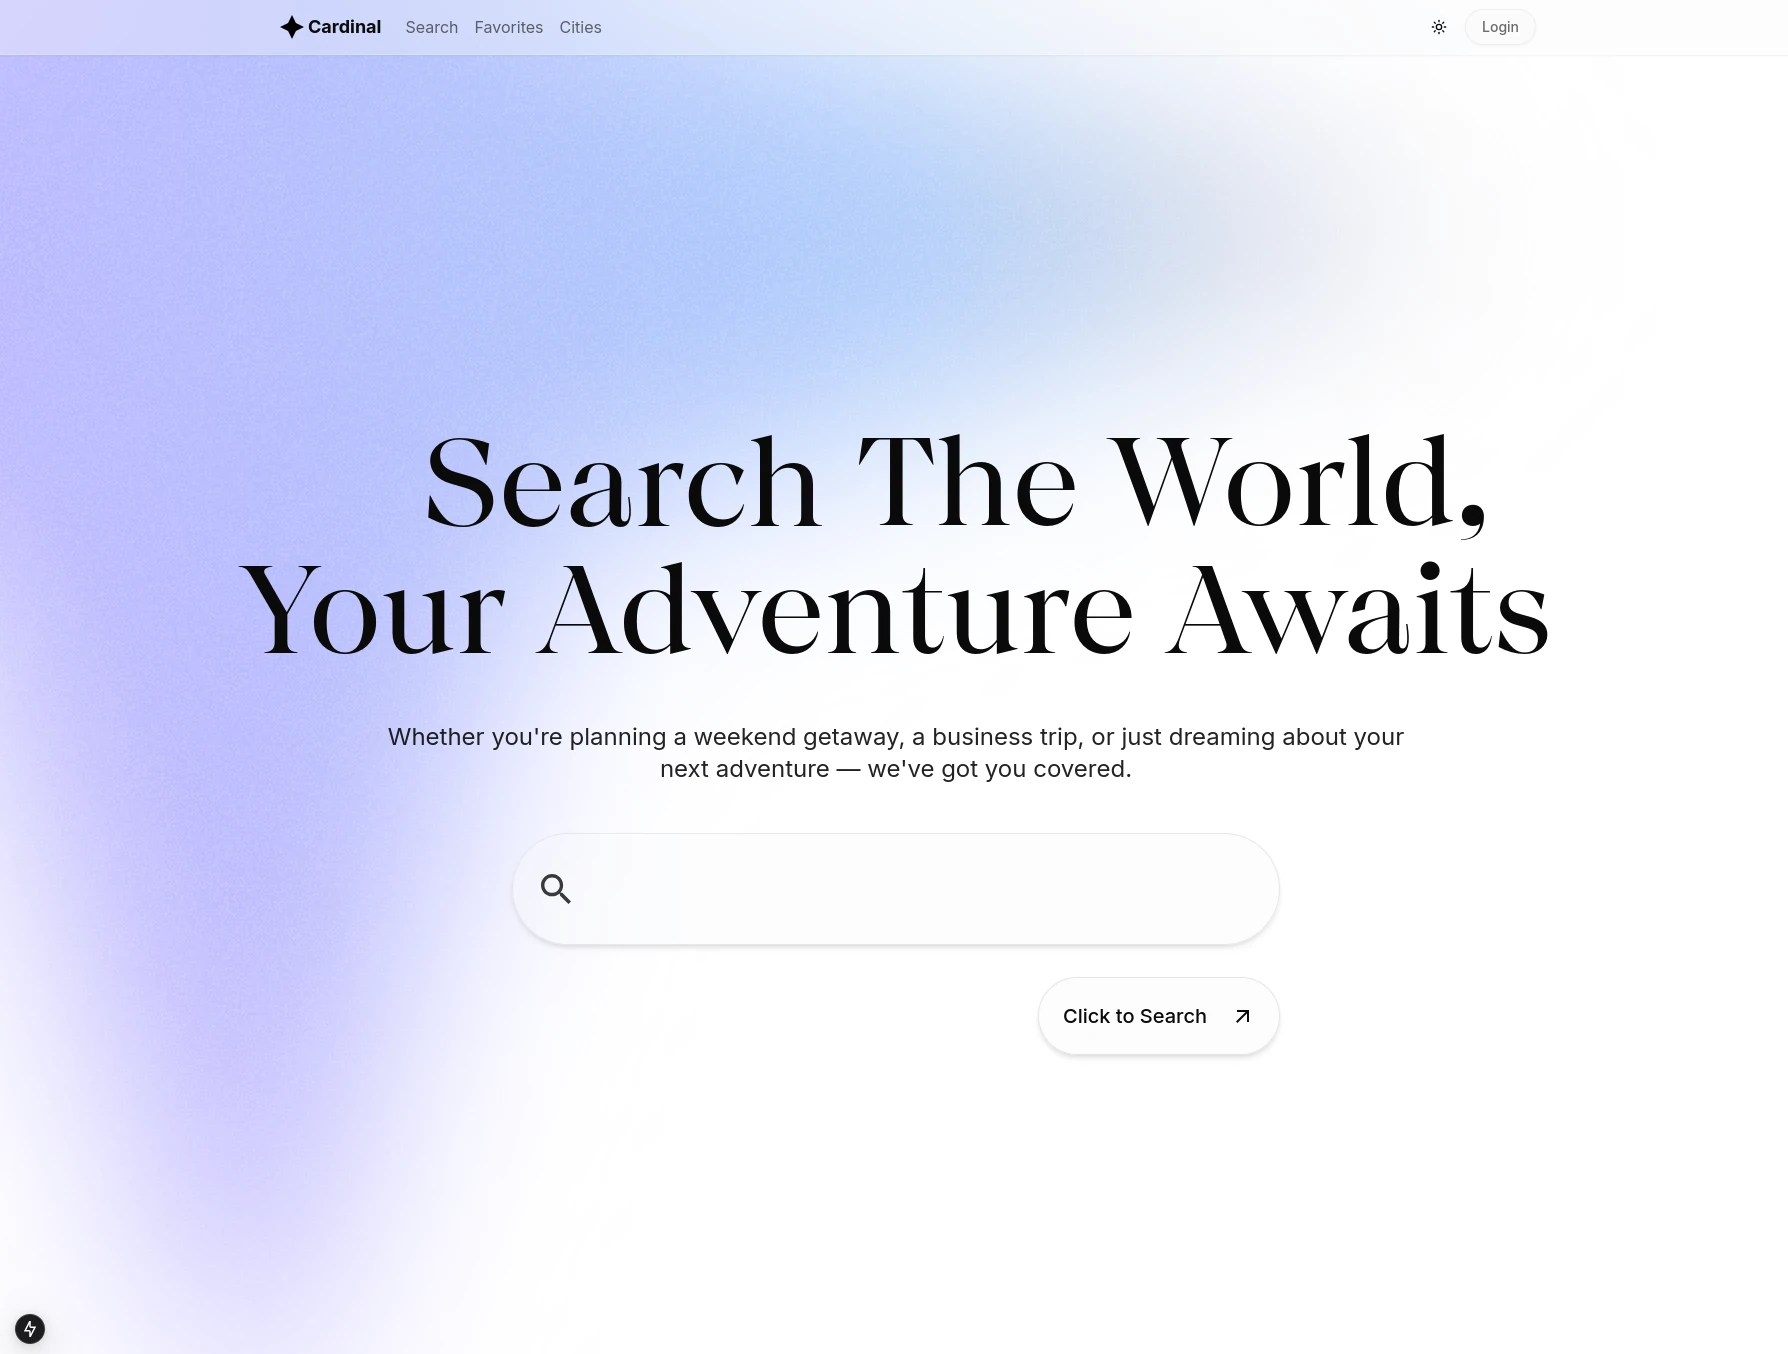 Cardinal Search Favorites Cities Login
Search The World,
Your Adventure Awaits
Whether you're planning a weekend getaway, a business trip, or just dreaming about your
next adventure — we've got you covered.
Click to Search